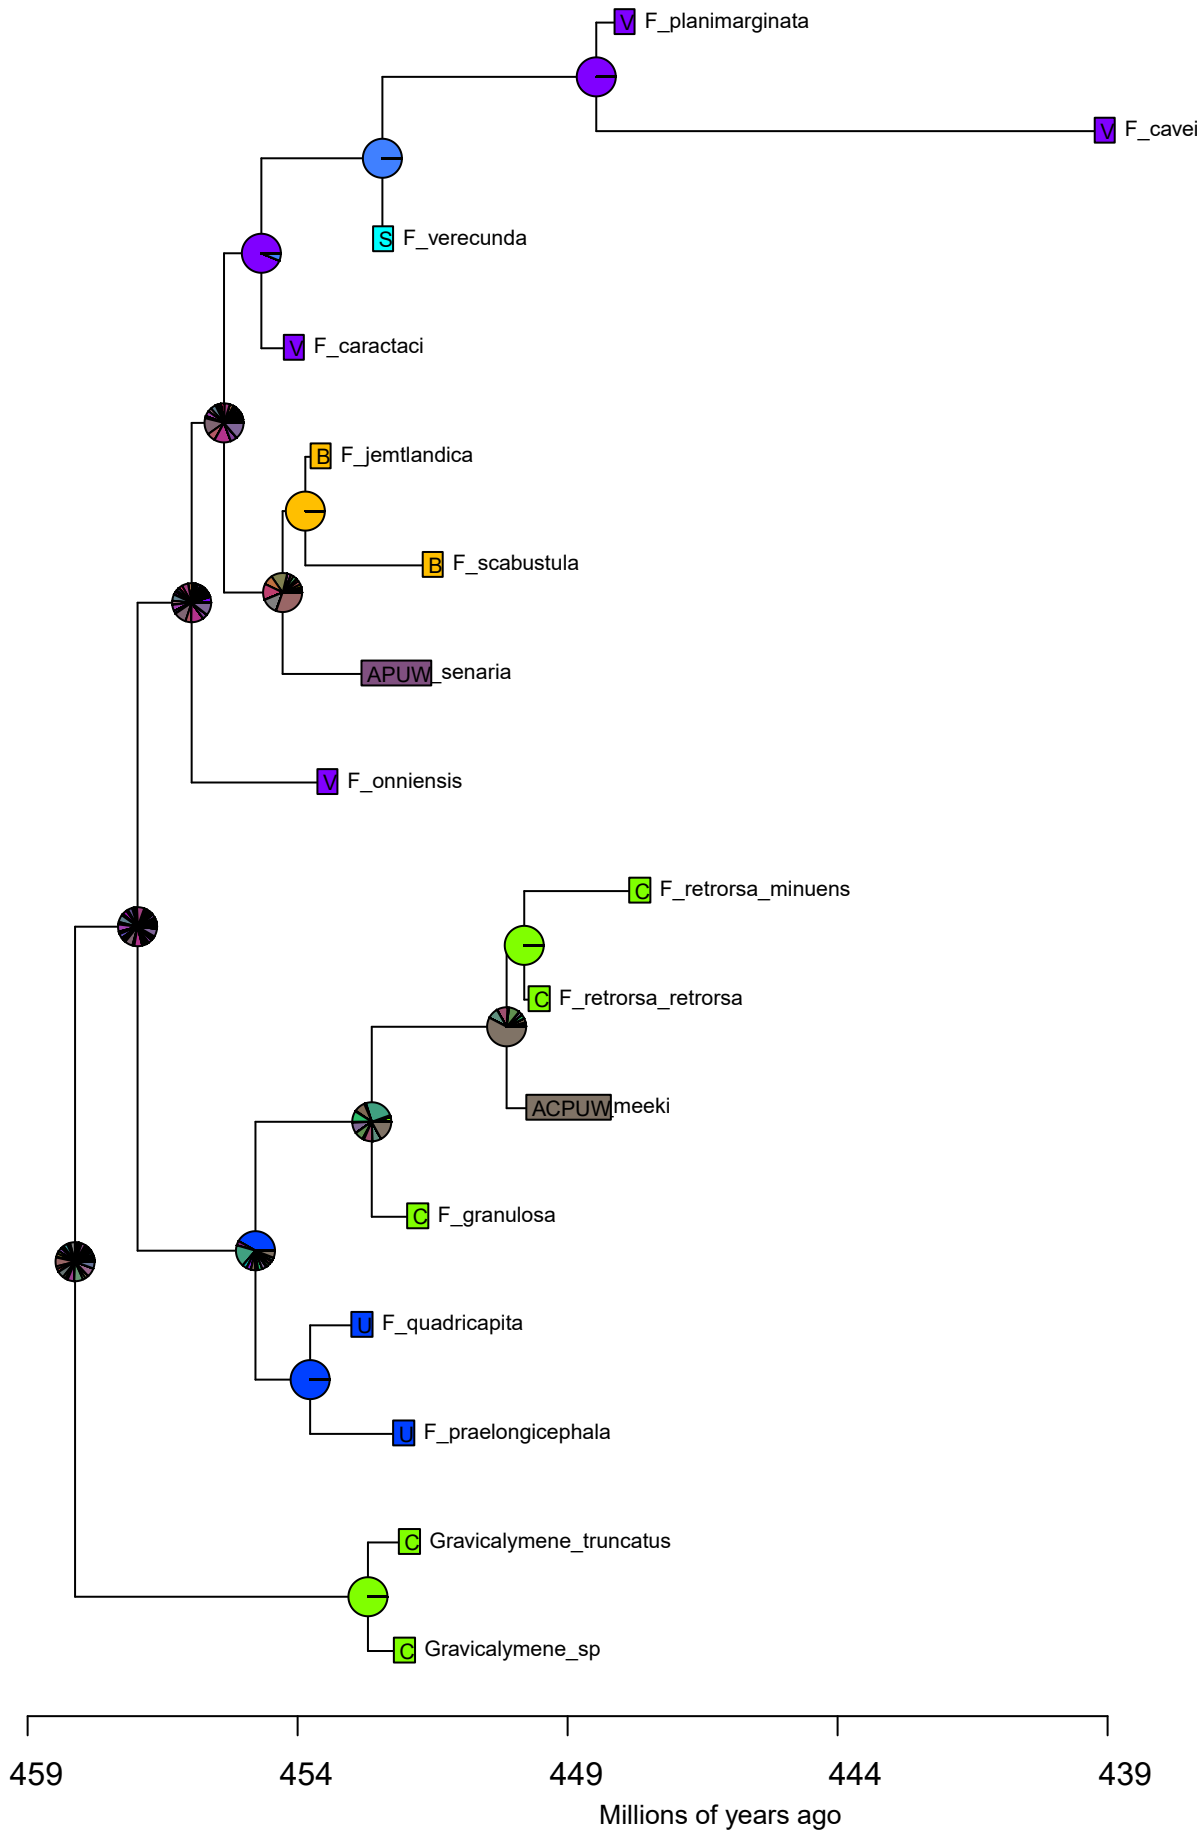 V F_planimarginata
V F_cavei
S F_verecunda
V F_caractaci
B F_jemtlandica
B F_scabustula
APUW_senaria
V F_onniensis
C F_retrorsa_minuens
C F_retrorsa_retrorsa
ACPUW meeki
C F_granulosa
U F_quadricapita
U F_praelongicephala
C Gravicalymene_truncatus
C Gravicalymene_sp
459 454 449 444 439
Millions of years ago